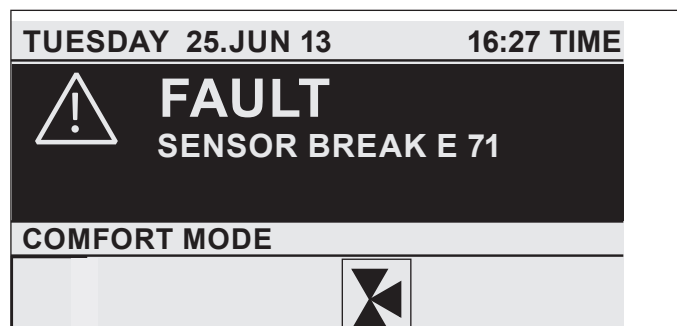 TUESDAY 25.JUN 13 16:27 TIME
FAULT
SENSOR BREAK E 71
COMFORT MODE